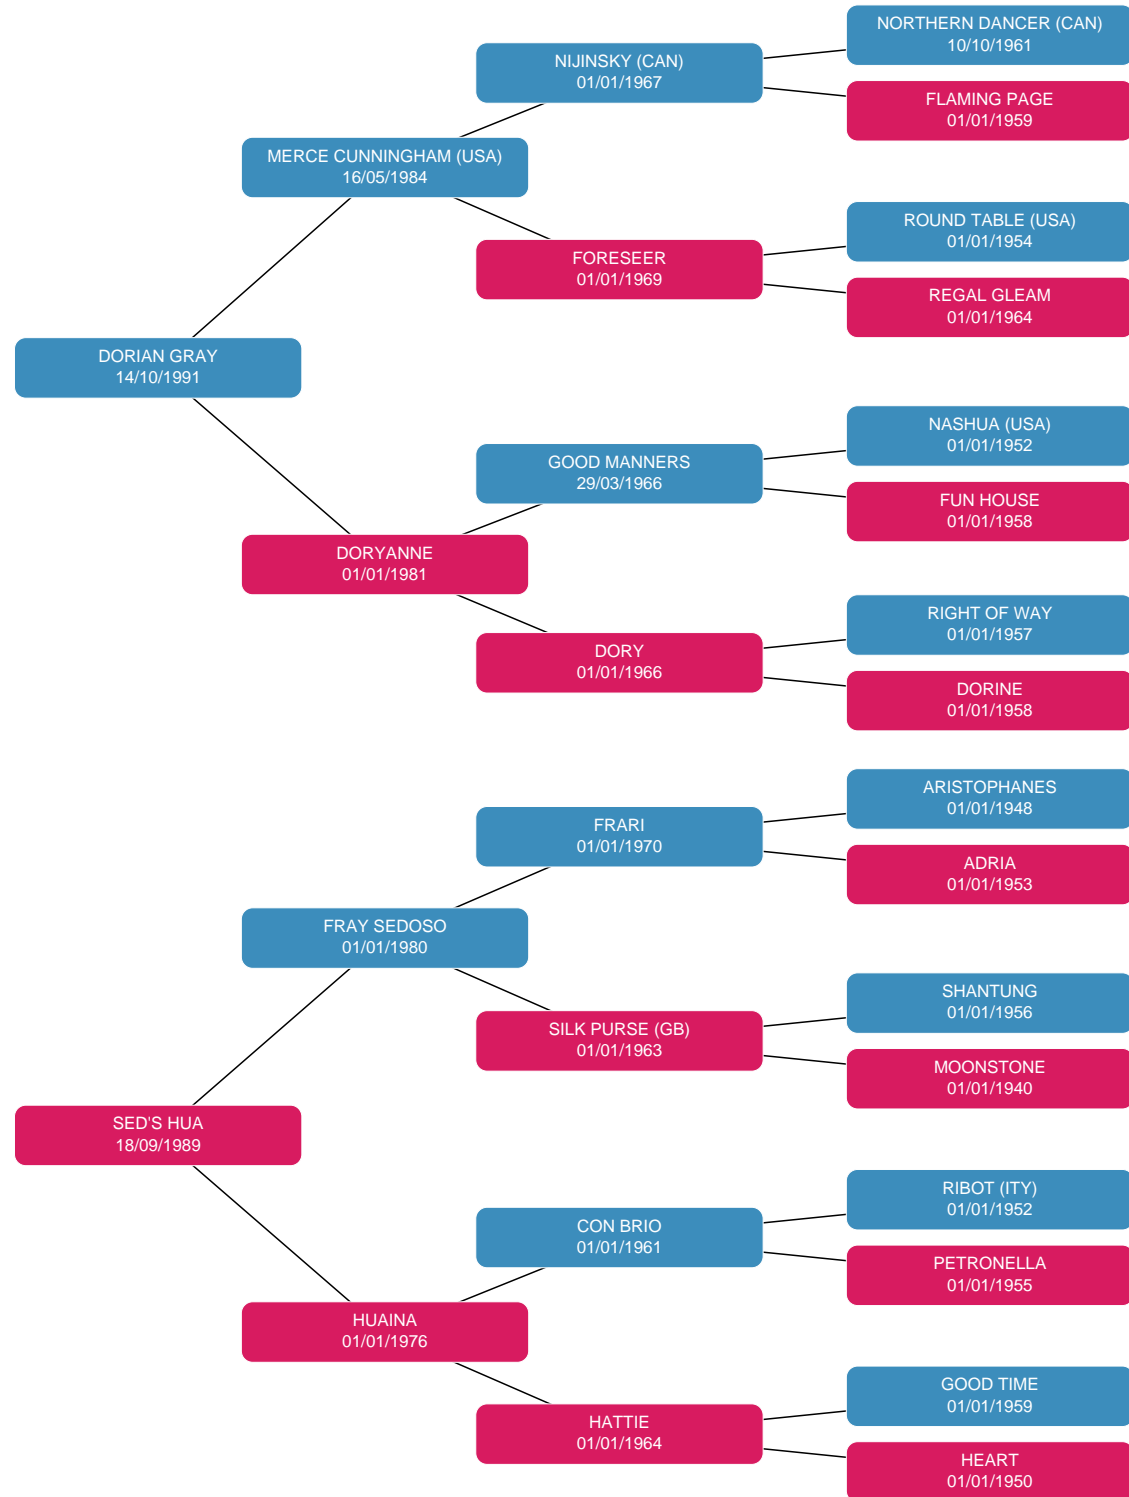 NORTHERN DANCER (CAN)
10/10/1961
NIJINSKY (CAN)
01/01/1967
FLAMING PAGE
01/01/1959
MERCE CUNNINGHAM (USA)
16/05/1984
ROUND TABLE (USA)
01/01/1954
FORESEER
01/01/1969
REGAL GLEAM
01/01/1964
DORIAN GRAY
14/10/1991
NASHUA (USA)
01/01/1952
GOOD MANNERS
29/03/1966
FUN HOUSE
01/01/1958
DORYANNE
01/01/1981
RIGHT OF WAY
01/01/1957
DORY
01/01/1966
DORINE
01/01/1958
ARISTOPHANES
01/01/1948
FRARI
01/01/1970
ADRIA
01/01/1953
FRAY SEDOSO
01/01/1980
SHANTUNG
01/01/1956
SILK PURSE (GB)
01/01/1963
MOONSTONE
01/01/1940
SED'S HUA
18/09/1989
RIBOT (ITY)
01/01/1952
CON BRIO
01/01/1961
PETRONELLA
01/01/1955
HUAINA
01/01/1976
GOOD TIME
01/01/1959
HATTIE
01/01/1964
HEART
01/01/1950